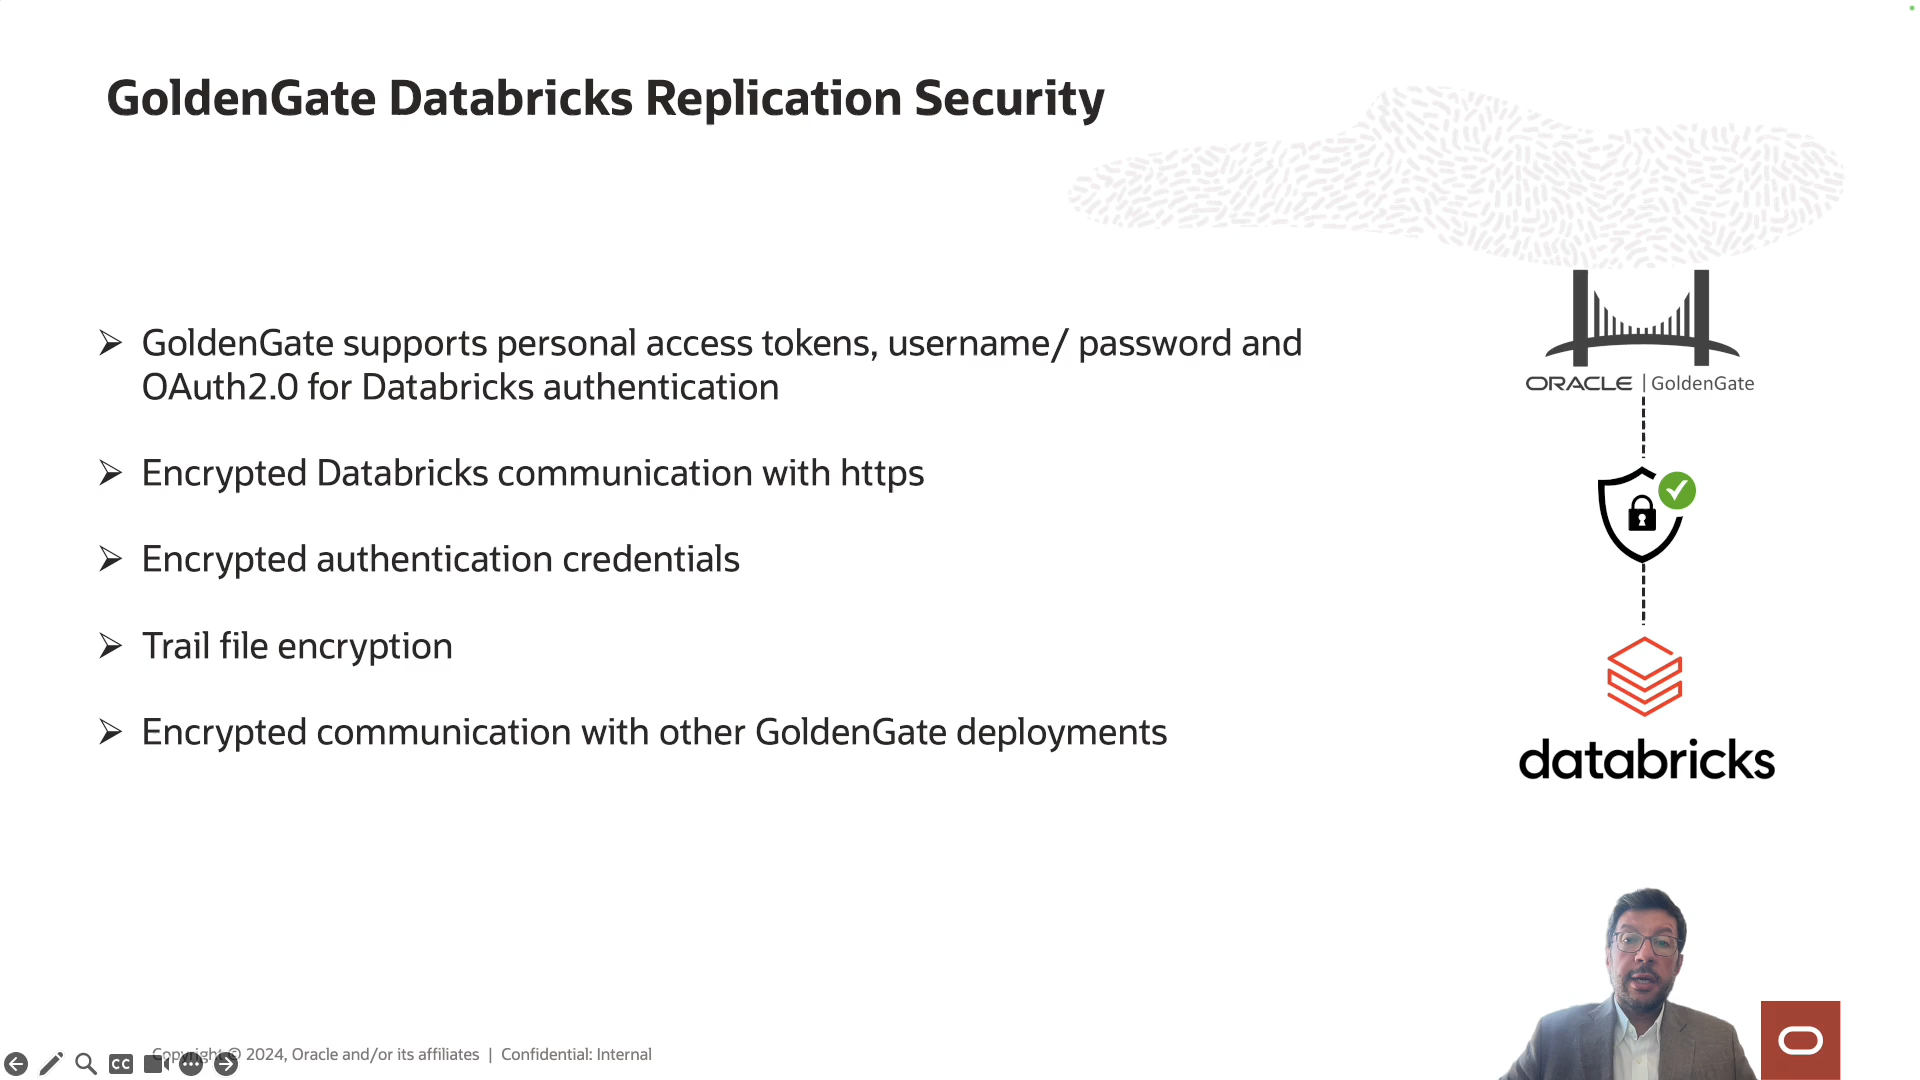 GoldenGate Databricks Replication Security
GoldenGate supports personal access tokens, username/ password and
OAuth2.0 for Databricks authentication
Encrypted Databricks communication with https
Encrypted authentication credentials
Trail file encryption
Encrypted communication with other GoldenGate deployments
ORACLE | GoldenGate
databricks
CC
Copyright © 2024, Oracle and/or its affiliates | Confidential: Internal